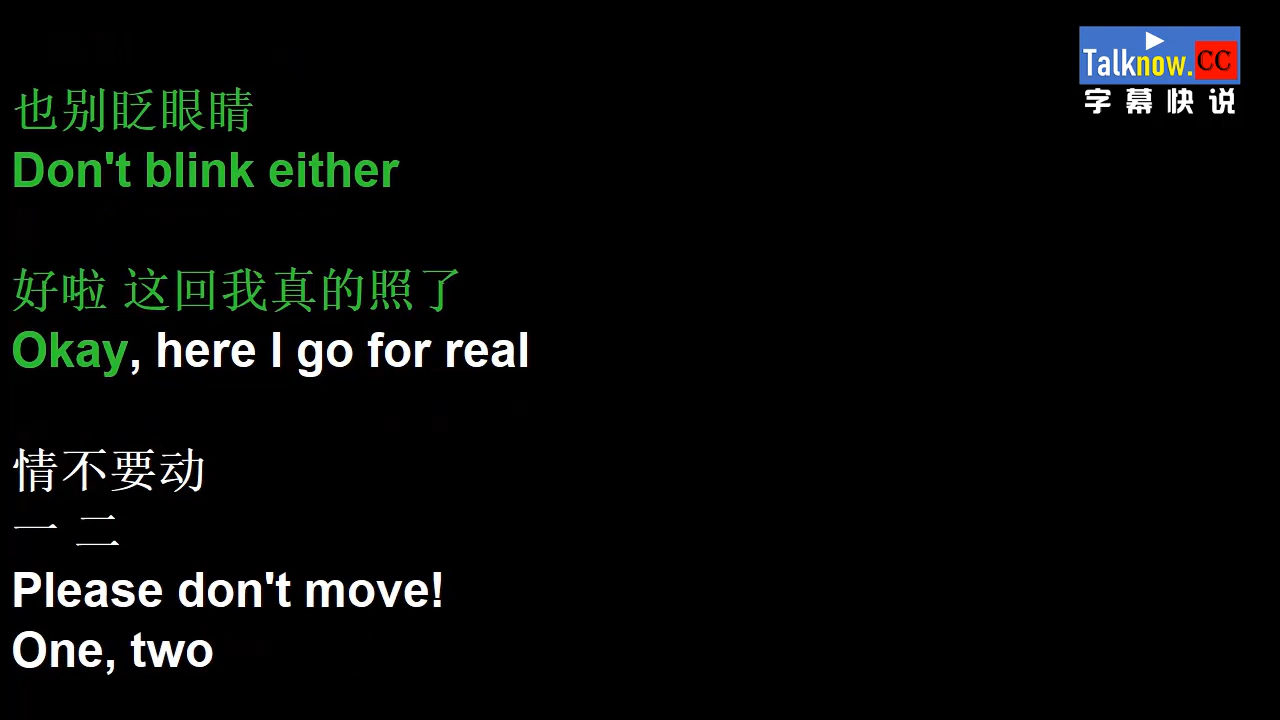 Talknow.CC
字幕快说
也别眨眼睛
Don't blink either
好啦 这回我真的照了
Okay, here I go for real
情不要动
一 二
Please don't move!
One, two